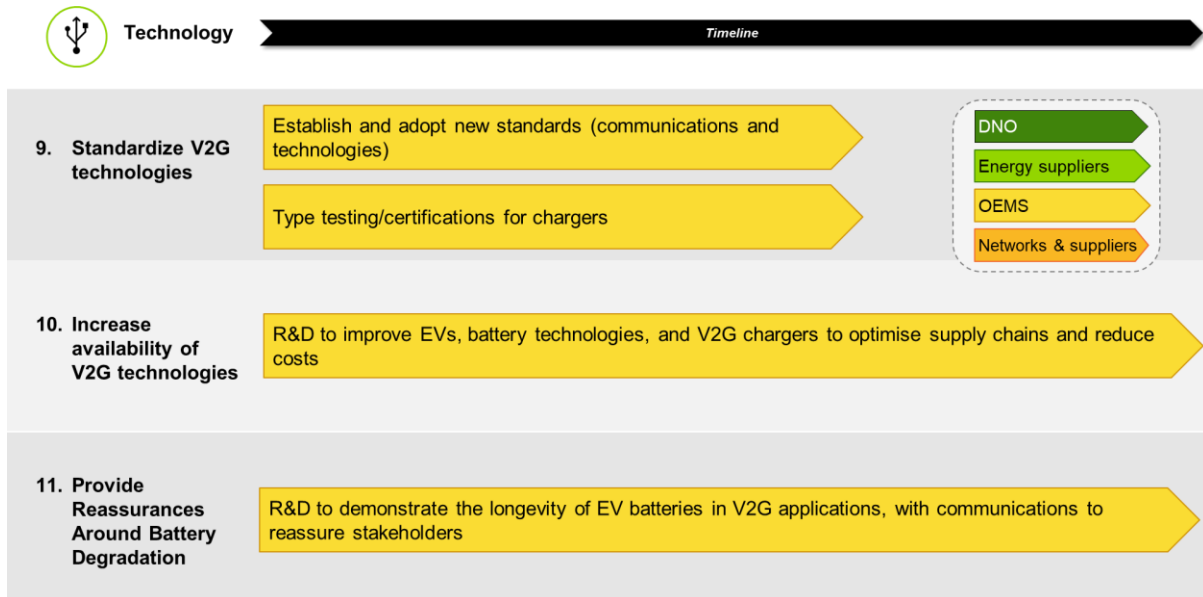 Technology
Timeline
9. Standardize V2G
technologies
Establish and adopt new standards (communications and
technologies)
Type testing/certifications for chargers
DNO
Energy suppliers
OEMS
Networks & suppliers
10. Increase
availability of
V2G technologies
R&D to improve EVs, battery technologies, and V2G chargers to optimise supply chains and reduce
costs
11. Provide
Reassurances
Around Battery
Degradation
R&D to demonstrate the longevity of EV batteries in V2G applications, with communications to
reassure stakeholders